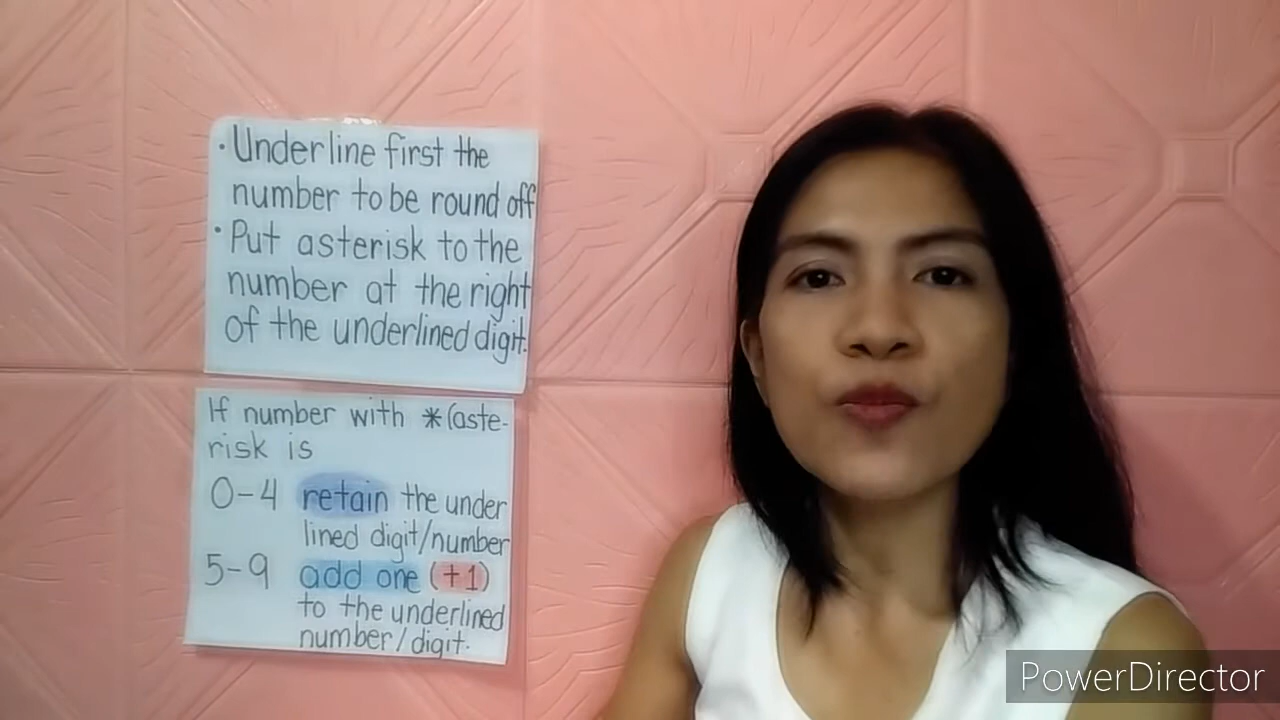 • Underline first the
number to be round off
• Put asterisk to the
number at the right
of the underlined digit.
If number with * (aste-
risk is
0-4 retain the under
lined digit/number
5-9 add one (+1)
to the underlined
number/digit.
PowerDirector